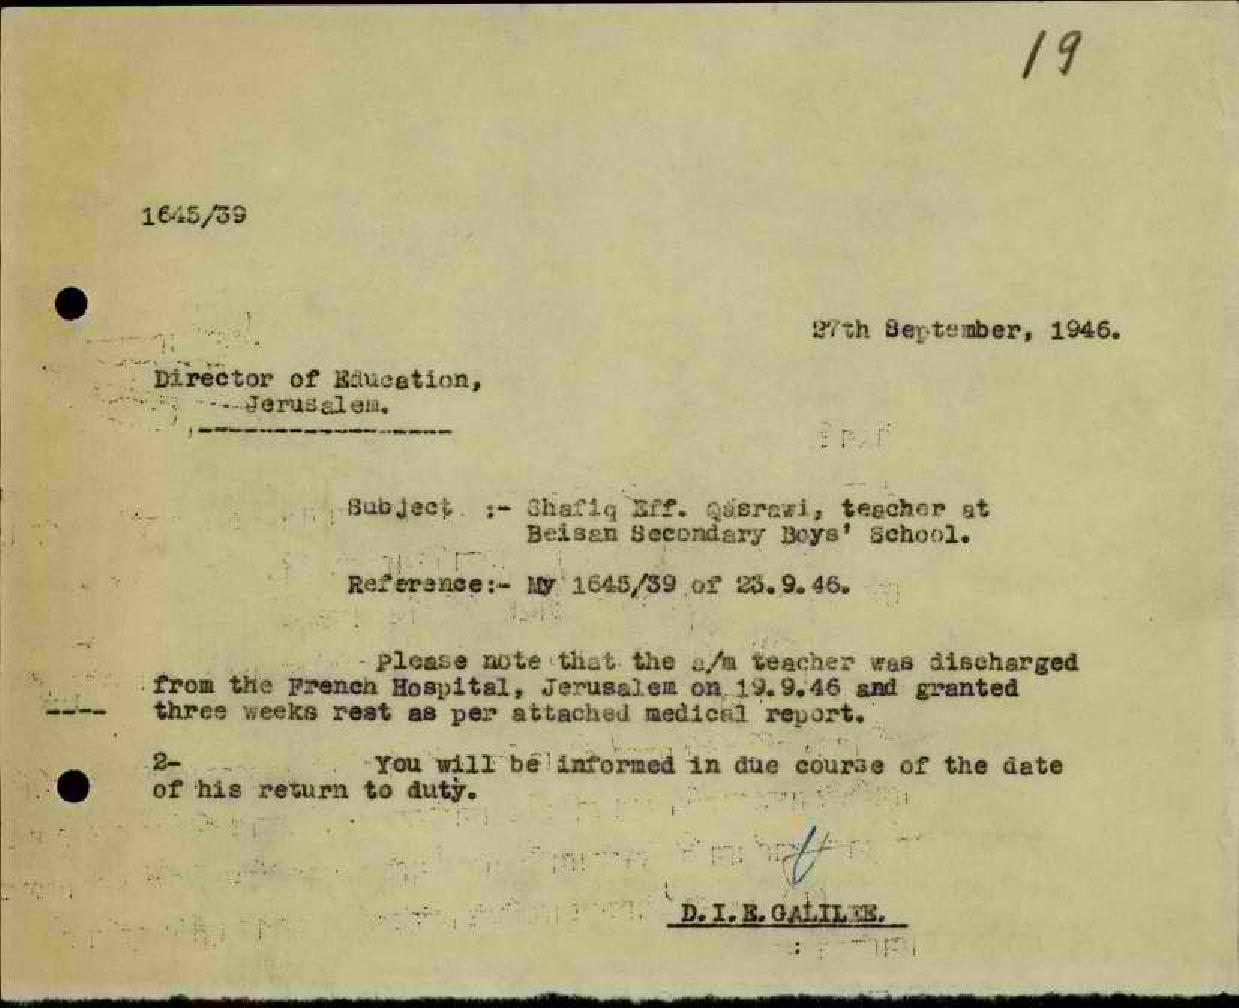 19
1645/39
27th September, 1946.
Director of Education,
Jerusalem.
Subject :- Shafiq Eff. Qasrawi, teacher at
Beisan Secondary Boys' School.
Reference:- My 1645/39 of 23.9.46.
Please note that the a/m teacher was discharged
from the French Hospital, Jerusalem on 19.9.46 and granted
three weeks rest as per attached medical report.
2- You will be informed in due course of the date
of his return to duty.
D.I.E.GALILEE.